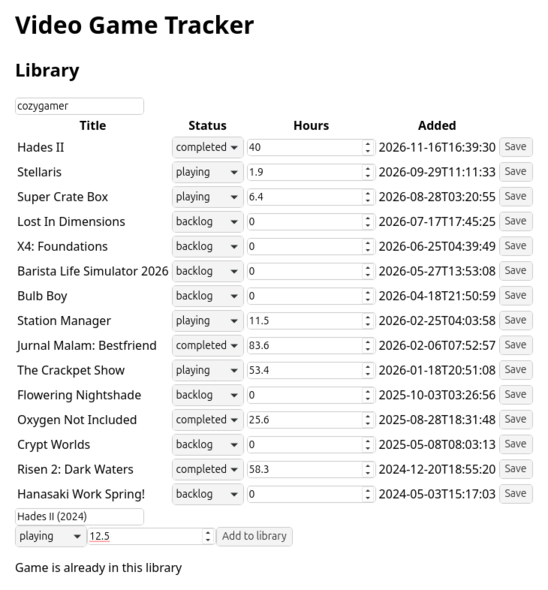 Video Game Tracker
Library
cozygamer
Title Status Hours Added
Hades II completed 40 2026-11-16T16:39:30 Save
Stellaris playing 1.9 2026-09-29T11:11:33 Save
Super Crate Box playing 6.4 2026-08-28T03:20:55 Save
Lost In Dimensions backlog 0 2026-07-17T17:45:25 Save
X4: Foundations backlog 0 2026-06-25T04:39:49 Save
Barista Life Simulator 2026 backlog 0 2026-05-27T13:53:08 Save
Bulb Boy backlog 0 2026-04-18T21:50:59 Save
Station Manager playing 11.5 2026-02-25T04:03:58 Save
Jurnal Malam: Bestfriend completed 83.6 2026-02-06T07:52:57 Save
The Crackpet Show playing 53.4 2026-01-18T20:51:08 Save
Flowering Nightshade backlog 0 2025-10-03T03:26:56 Save
Oxygen Not Included completed 25.6 2025-08-28T18:31:48 Save
Crypt Worlds backlog 0 2025-05-08T08:03:13 Save
Risen 2: Dark Waters completed 58.3 2024-12-20T18:55:20 Save
Hanasaki Work Spring! backlog 0 2024-05-03T15:17:03 Save
Hades II (2024)
playing 12.5 Add to library
Game is already in this library